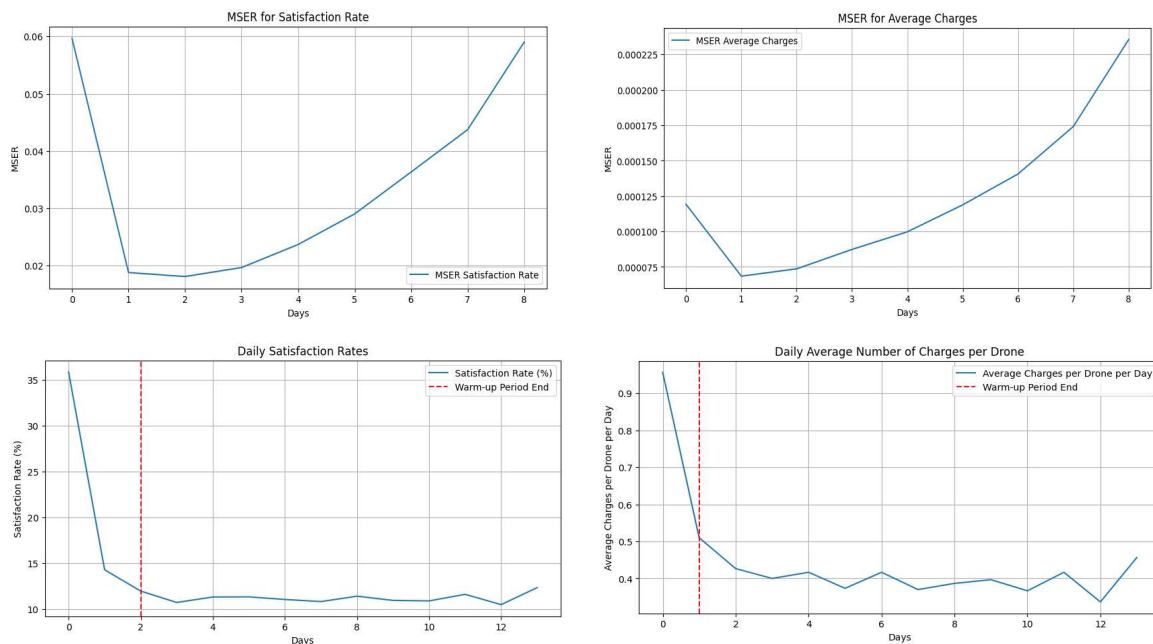 MSER for Satisfaction Rate
0.06
0.05
0.04
0.03
0.02
MSER
MSER Satisfaction Rate
0 1 2 3 4 5 6 7 8
Days
MSER for Average Charges
MSER Average Charges
0.000225
0.000200
0.000175
0.000150
0.000125
0.000100
0.000075
MSER
0 1 2 3 4 5 6 7 8
Days
Daily Satisfaction Rates
Satisfaction Rate (%)
Warm-up Period End
35
30
25
20
15
10
Satisfaction Rate (%)
0 2 4 6 8 10 12
Days
Daily Average Number of Charges per Drone
Average Charges per Drone per Day
Warm-up Period End
0.9
0.8
0.7
0.6
0.5
0.4
Average Charges per Drone per Day
0 2 4 6 8 10 12
Days